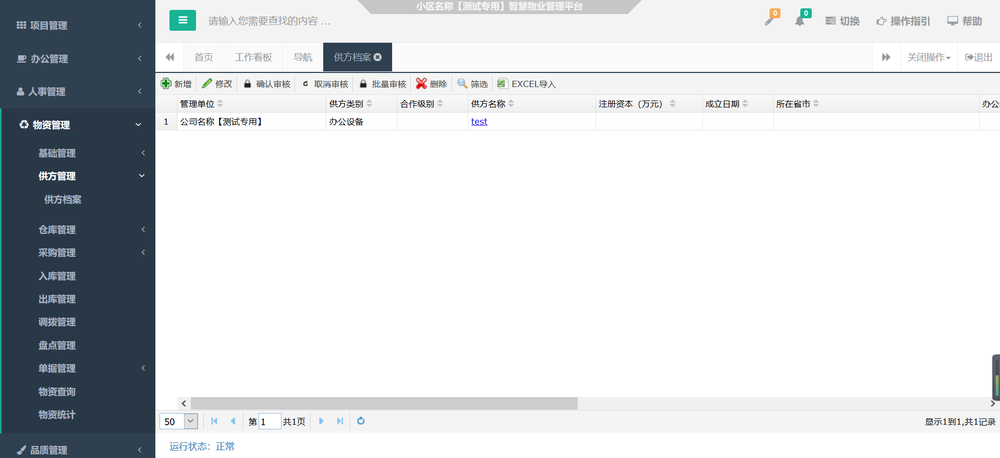 小区名称【测试专用】智慧物业管理平台
请输入您需要查找的内容 …
0
0
切换
操作指引
帮助
项目管理
办公管理
人事管理
物资管理
基础管理
供方管理
供方档案
仓库管理
采购管理
入库管理
出库管理
调拨管理
盘点管理
单据管理
物资查询
物资统计
品质管理
首页
工作看板
导航
供方档案
关闭操作
退出
新增
修改
确认审核
取消审核
批量审核
删除
筛选
EXCEL导入
管理单位 供方类别 合作级别 供方名称 注册资本（万元） 成立日期 所在省市 办公
1 公司名称【测试专用】 办公设备 test
50
第 1 共1页
显示1到1,共1记录
运行状态：正常